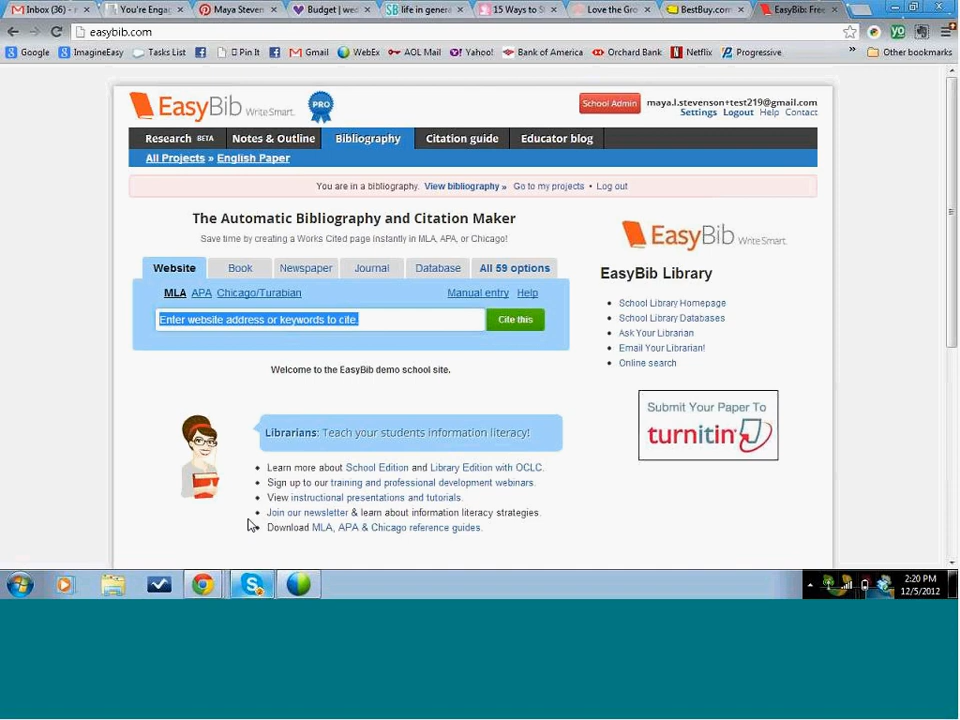 Inbox (36) -
You're Enga
Maya Steven
Budget | wed
life in gener
15 Ways to S
Love the Gro
BestBuy.com
EasyBib: Free
easybib.com
Google
ImagineEasy
Tasks List
Pin It
Gmail
WebEx
AOL Mail
Yahoo!
Bank of America
Orchard Bank
Netflix
Progressive
»
Other bookmarks
EasyBib Write Smart.
PRO
School Admin
maya.l.stevenson+test219@gmail.com
Settings Logout Help Contact
Research BETA
Notes & Outline
Bibliography
Citation guide
Educator blog
All Projects » English Paper
You are in a bibliography. View bibliography » Go to my projects • Log out
The Automatic Bibliography and Citation Maker
Save time by creating a Works Cited page instantly in MLA, APA, or Chicago!
Website
Book
Newspaper
Journal
Database
All 59 options
MLA APA Chicago/Turabian
Manual entry Help
Enter website address or keywords to cite.
Cite this
Welcome to the EasyBib demo school site.
Librarians: Teach your students information literacy!
• Learn more about School Edition and Library Edition with OCLC.
• Sign up to our training and professional development webinars.
• View instructional presentations and tutorials.
• Join our newsletter & learn about information literacy strategies.
• Download MLA, APA & Chicago reference guides.
EasyBib Write Smart.
EasyBib Library
• School Library Homepage
• School Library Databases
• Ask Your Librarian
• Email Your Librarian!
• Online search
Submit Your Paper To
turnitin
2:20 PM
12/5/2012